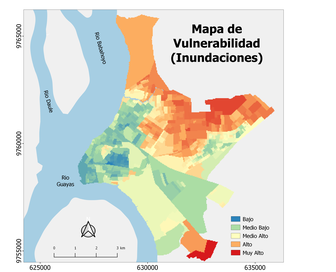 Mapa de
Vulnerabilidad
(Inundaciones)
9765000
Rio Babahoyo
Rio Daule
9760000
Rio
Guayas
0 1 2 3 km
Bajo
Medio Bajo
Medio Alto
Alto
Muy Alto
9755000
625000 630000 635000